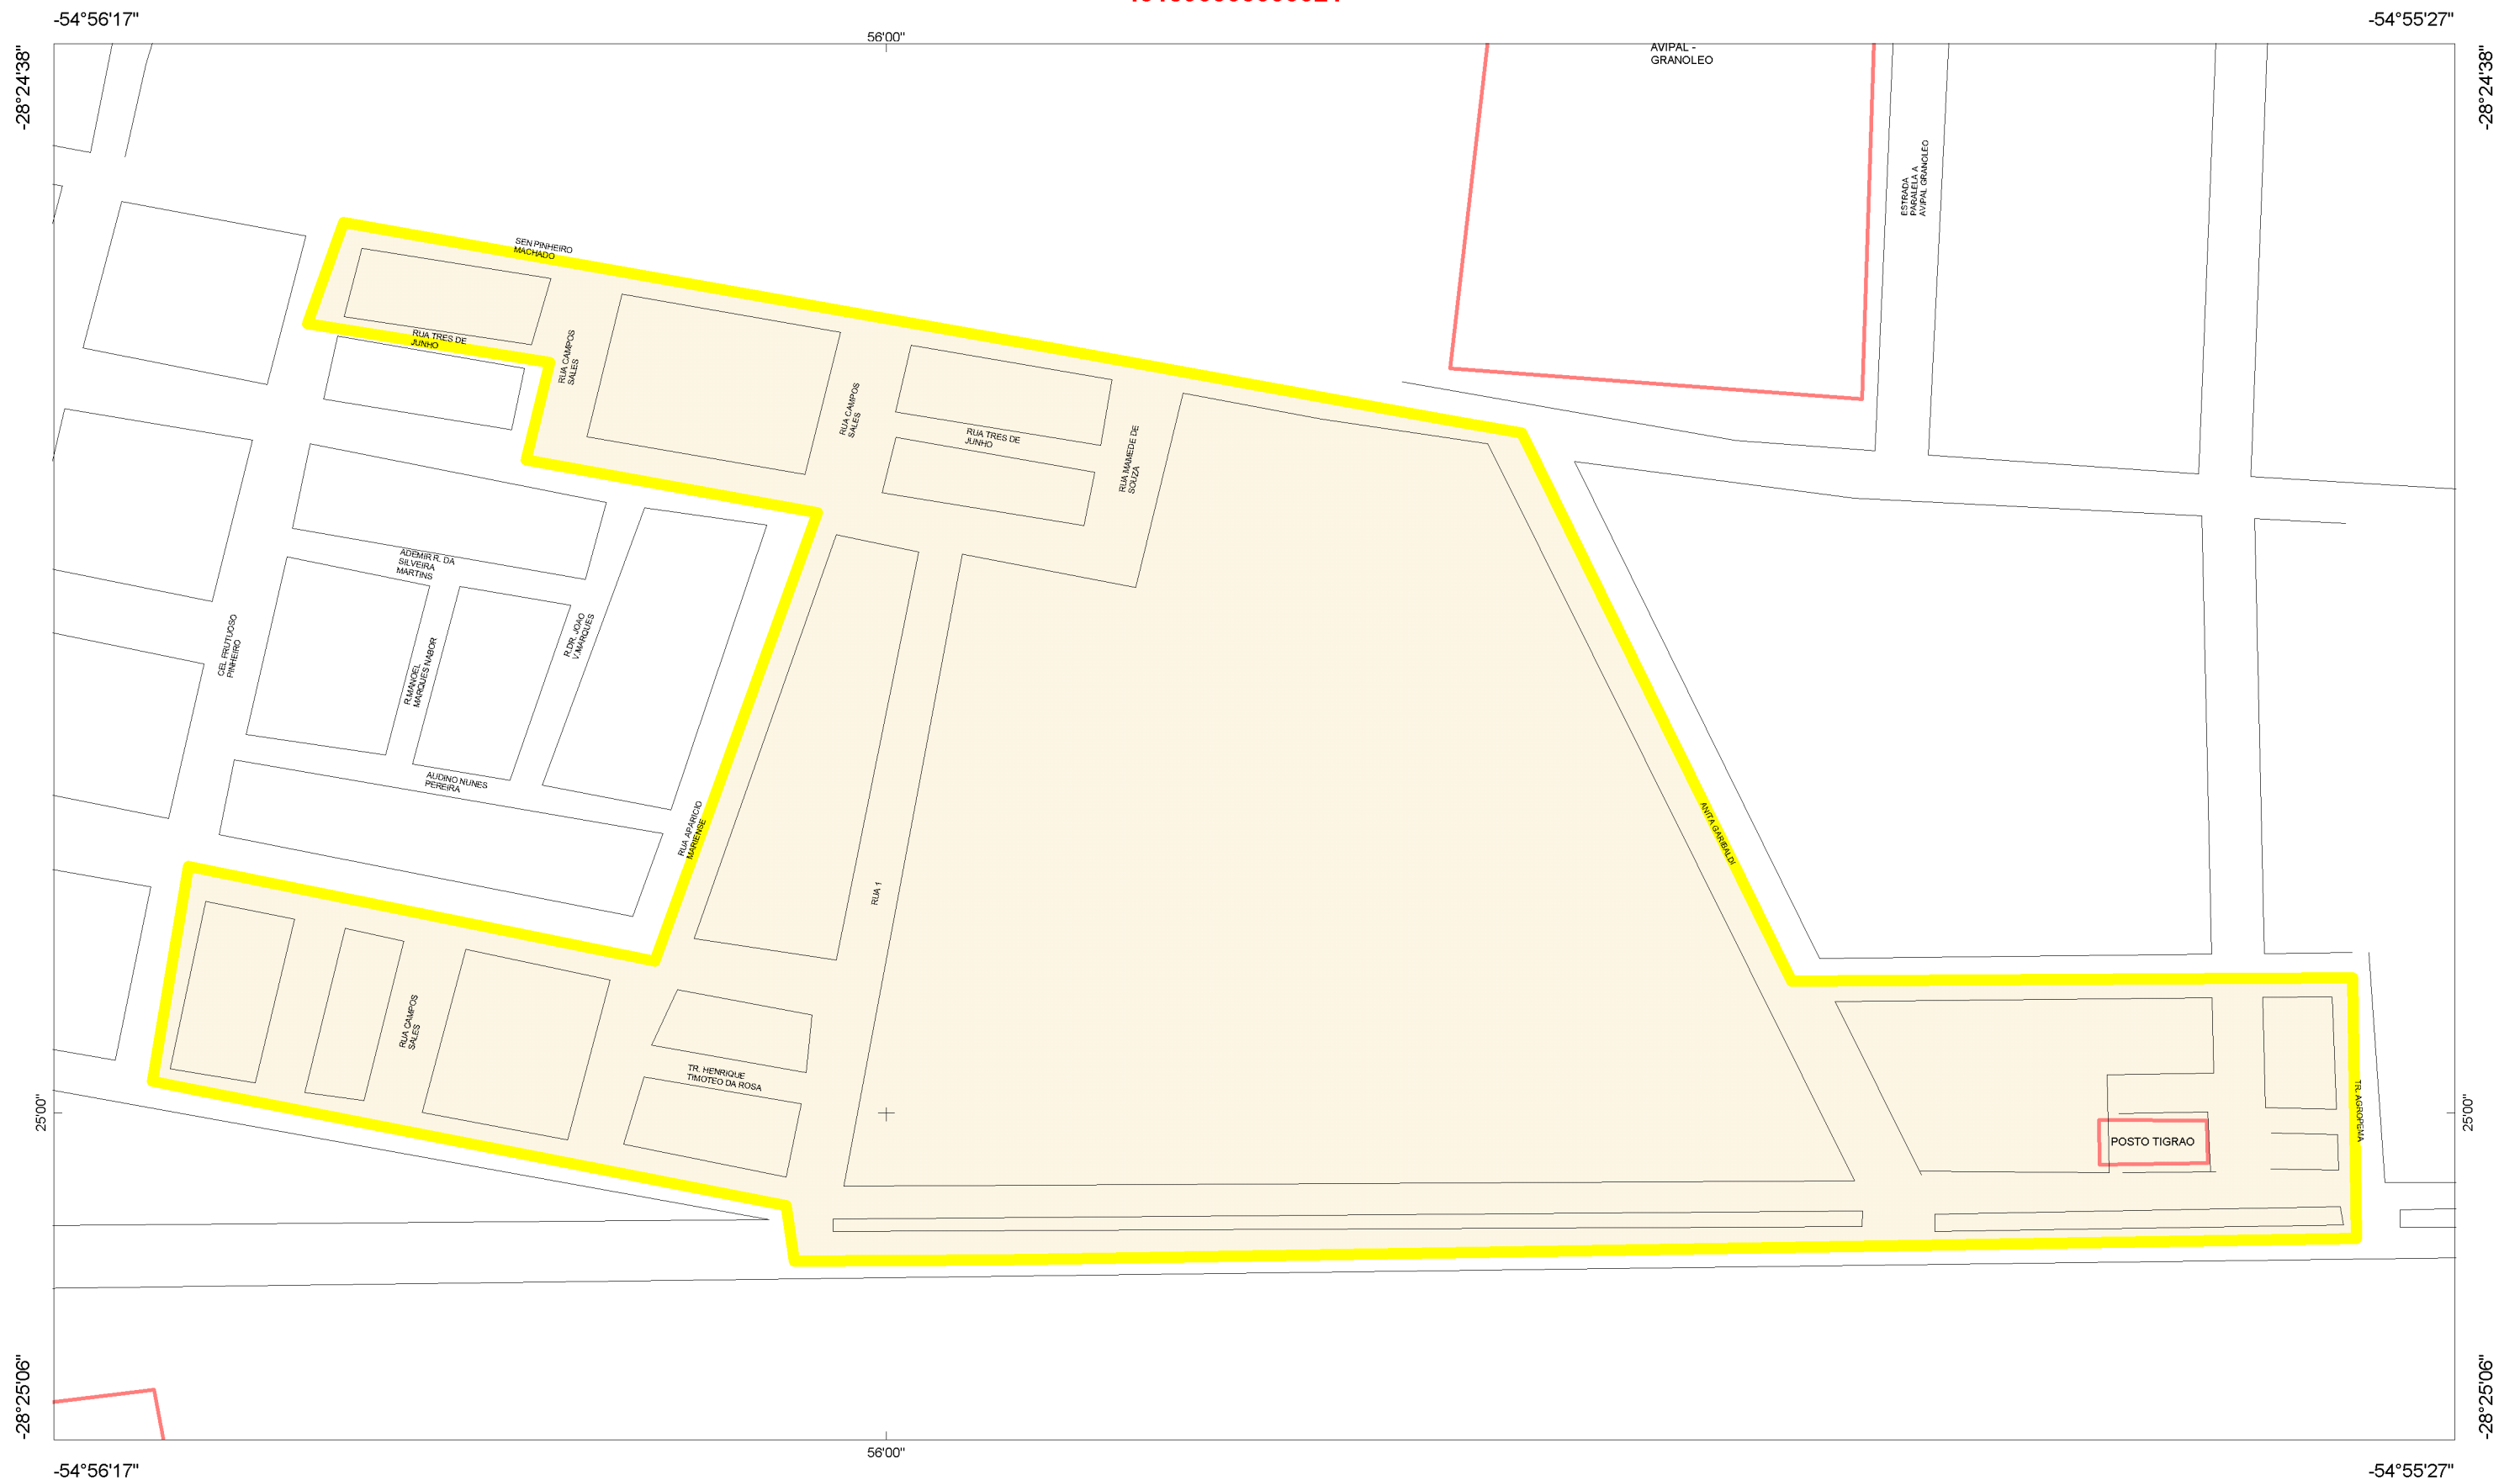 -54°56'17"
-54°55'27"
56'00"
-28°24'38"
-28°24'38"
AVIPAL -
GRANOLEO
ESTRADA
PARALELA A
AVIPAL GRANOLEO
SEN PINHEIRO
MACHADO
RUA TRES DE
JUNHO
RUA CAMPOS
SALES
RUA CAMPOS
SALES
RUA TRES DE
JUNHO
RUA MAMEDE DE
SOUZA
ADEMIR R. DA
SILVEIRA
MARTINS
CEL FRUTUOSO
PINHEIRO
R.MANOEL
MARQUES NABOR
R.DR. JOAO
V.MARQUES
AUDINO NUNES
PEREIRA
RUA APARICIO
MARIENSE
ANITA GARIBALDI
RUA 1
RUA CAMPOS
SALES
TR. HENRIQUE
TIMOTEO DA ROSA
25'00"
POSTO TIGRAO
TR. AGROPEMA
25'00"
-28°25'06"
-28°25'06"
56'00"
-54°56'17"
-54°55'27"